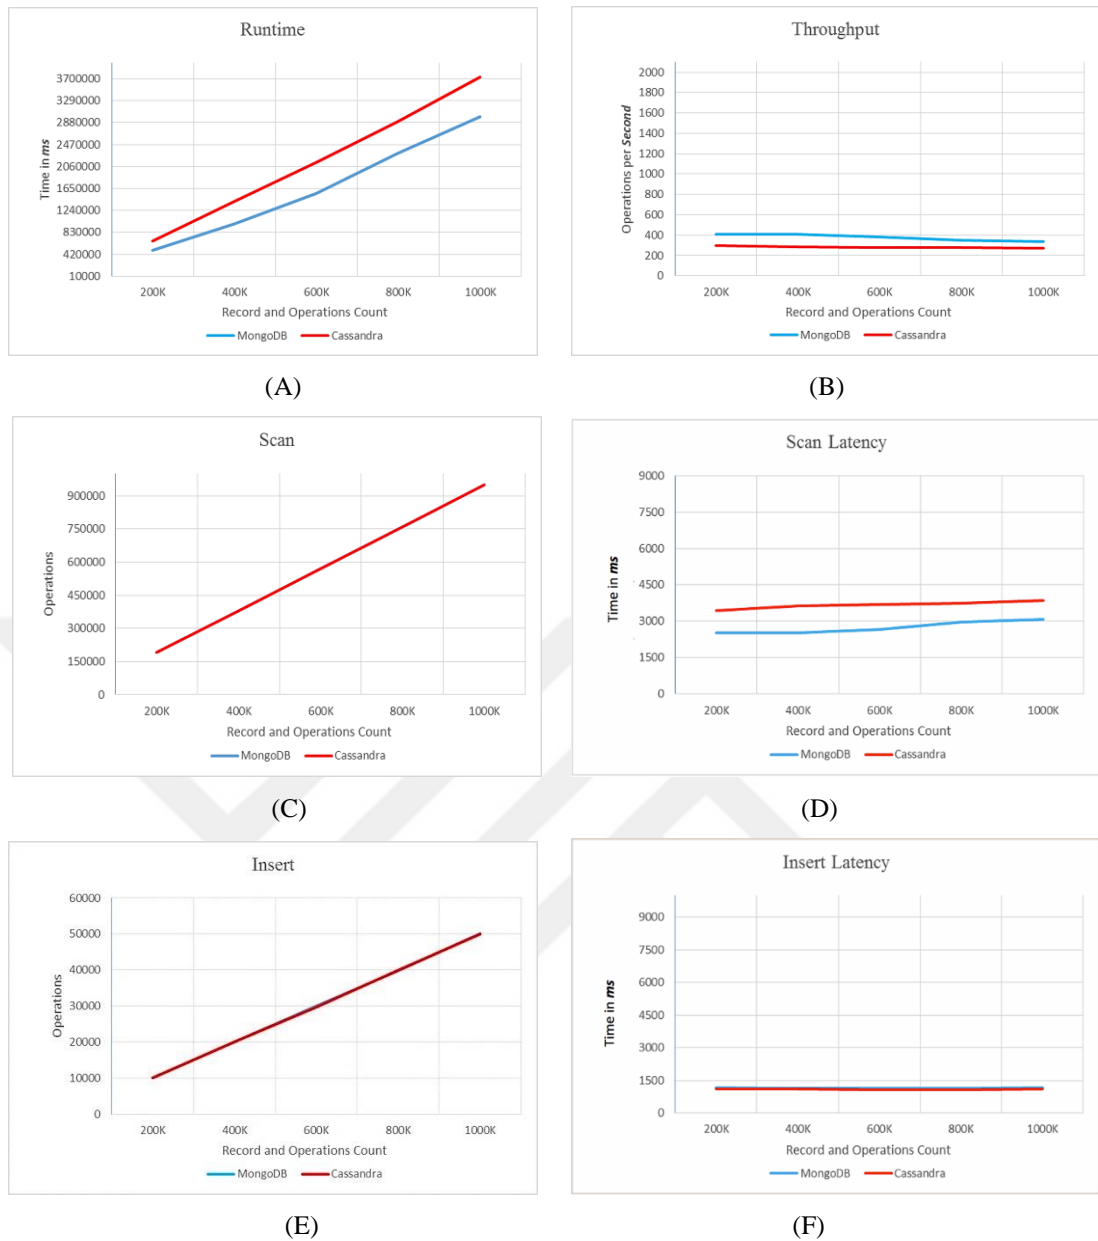 Runtime
Time in ms
3700000
3290000
2880000
2470000
2060000
1650000
1240000
830000
420000
10000
200K 400K 600K 800K 1000K
Record and Operations Count
MongoDB Cassandra
(A)
Throughput
Operations per Second
2000
1800
1600
1400
1200
1000
800
600
400
200
0
200K 400K 600K 800K 1000K
Record and Operations Count
MongoDB Cassandra
(B)
Scan
Operations
900000
750000
600000
450000
300000
150000
0
200K 400K 600K 800K 1000K
Record and Operations Count
MongoDB Cassandra
(C)
Scan Latency
Time in ms
9000
7500
6000
4500
3000
1500
0
200K 400K 600K 800K 1000K
Record and Operations Count
MongoDB Cassandra
(D)
Insert
Operations
60000
50000
40000
30000
20000
10000
0
200K 400K 600K 800K 1000K
Record and Operations Count
MongoDB Cassandra
(E)
Insert Latency
Time in ms
9000
7500
6000
4500
3000
1500
0
200K 400K 600K 800K 1000K
Record and Operations Count
MongoDB Cassandra
(F)